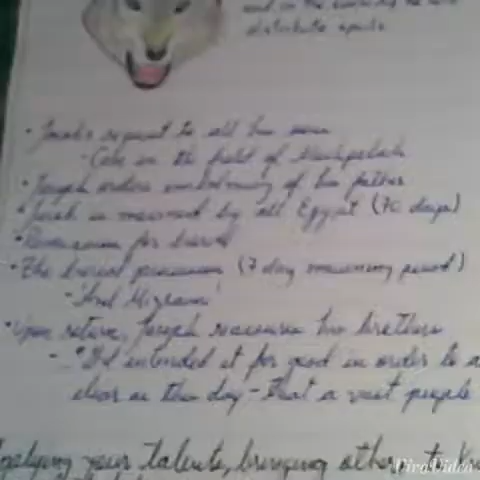 and in the evening he will
distribute spoils
• Jacob's request to all his sons
- Cave in the field of Machpelah
• Joseph orders embalming of his father
• Jacob is mourned by all Egypt (70 days)
• Permission for burial
• The burial procession (7 day mourning period)
- 'Avel Mizraim'
• Upon return, Joseph reassures his brothers
- "G-d intended it for good in order to a
clear as this day - that a vast people
applying your talents, bringing others to
VivaVideo